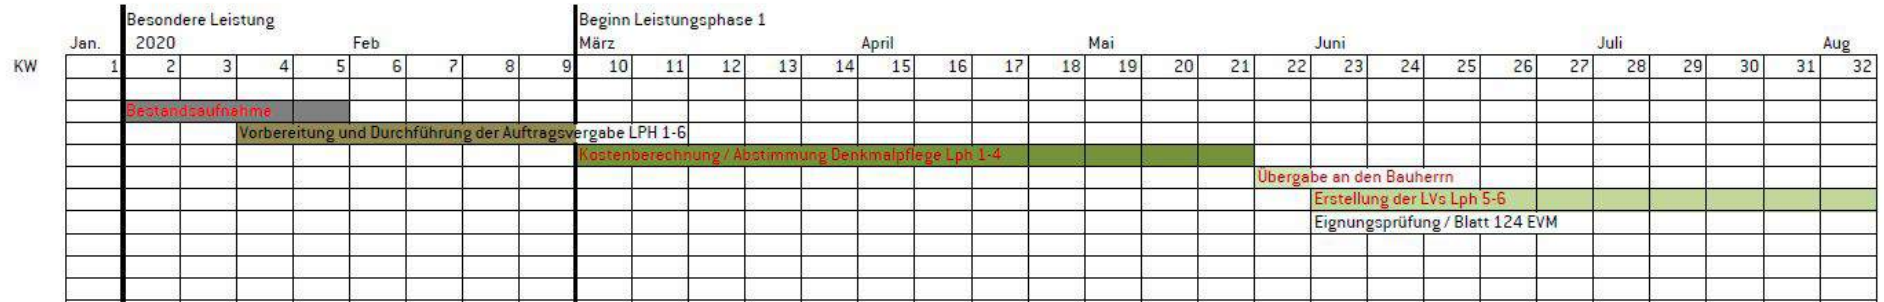 Besondere Leistung Beginn Leistungsphase 1
Jan. 2020 Feb März April Mai Juni Juli Aug
KW 1 2 3 4 5 6 7 8 9 10 11 12 13 14 15 16 17 18 19 20 21 22 23 24 25 26 27 28 29 30 31 32
Bestandsaufnahme
Vorbereitung und Durchführung der Auftragsvergabe LPH 1-6
Kostenberechnung / Abstimmung Denkmalpflege Lph 1-4
Übergabe an den Bauherrn
Erstellung der LVs Lph 5-6
Eignungsprüfung / Blatt 124 EVM